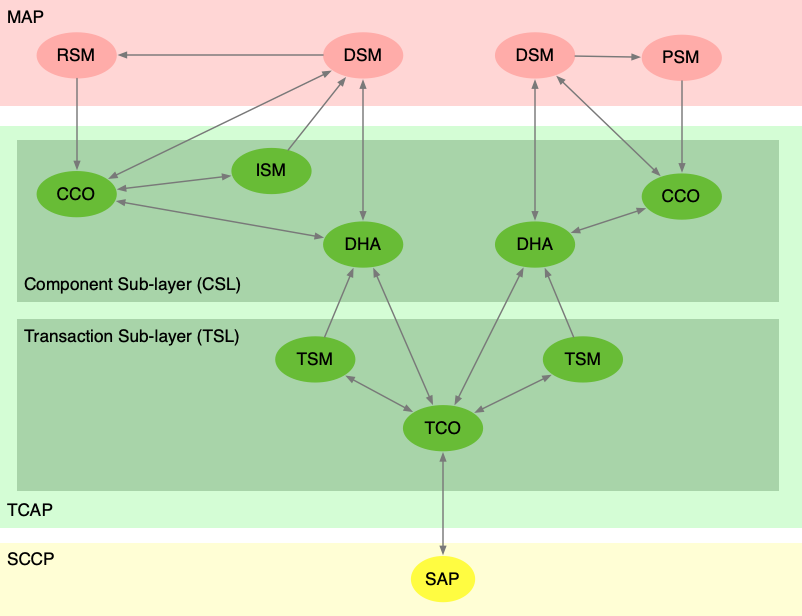 MAP
RSM
DSM
DSM
PSM
ISM
CCO
CCO
DHA
DHA
Component Sub-layer (CSL)
Transaction Sub-layer (TSL)
TSM
TSM
TCO
TCAP
SCCP
SAP